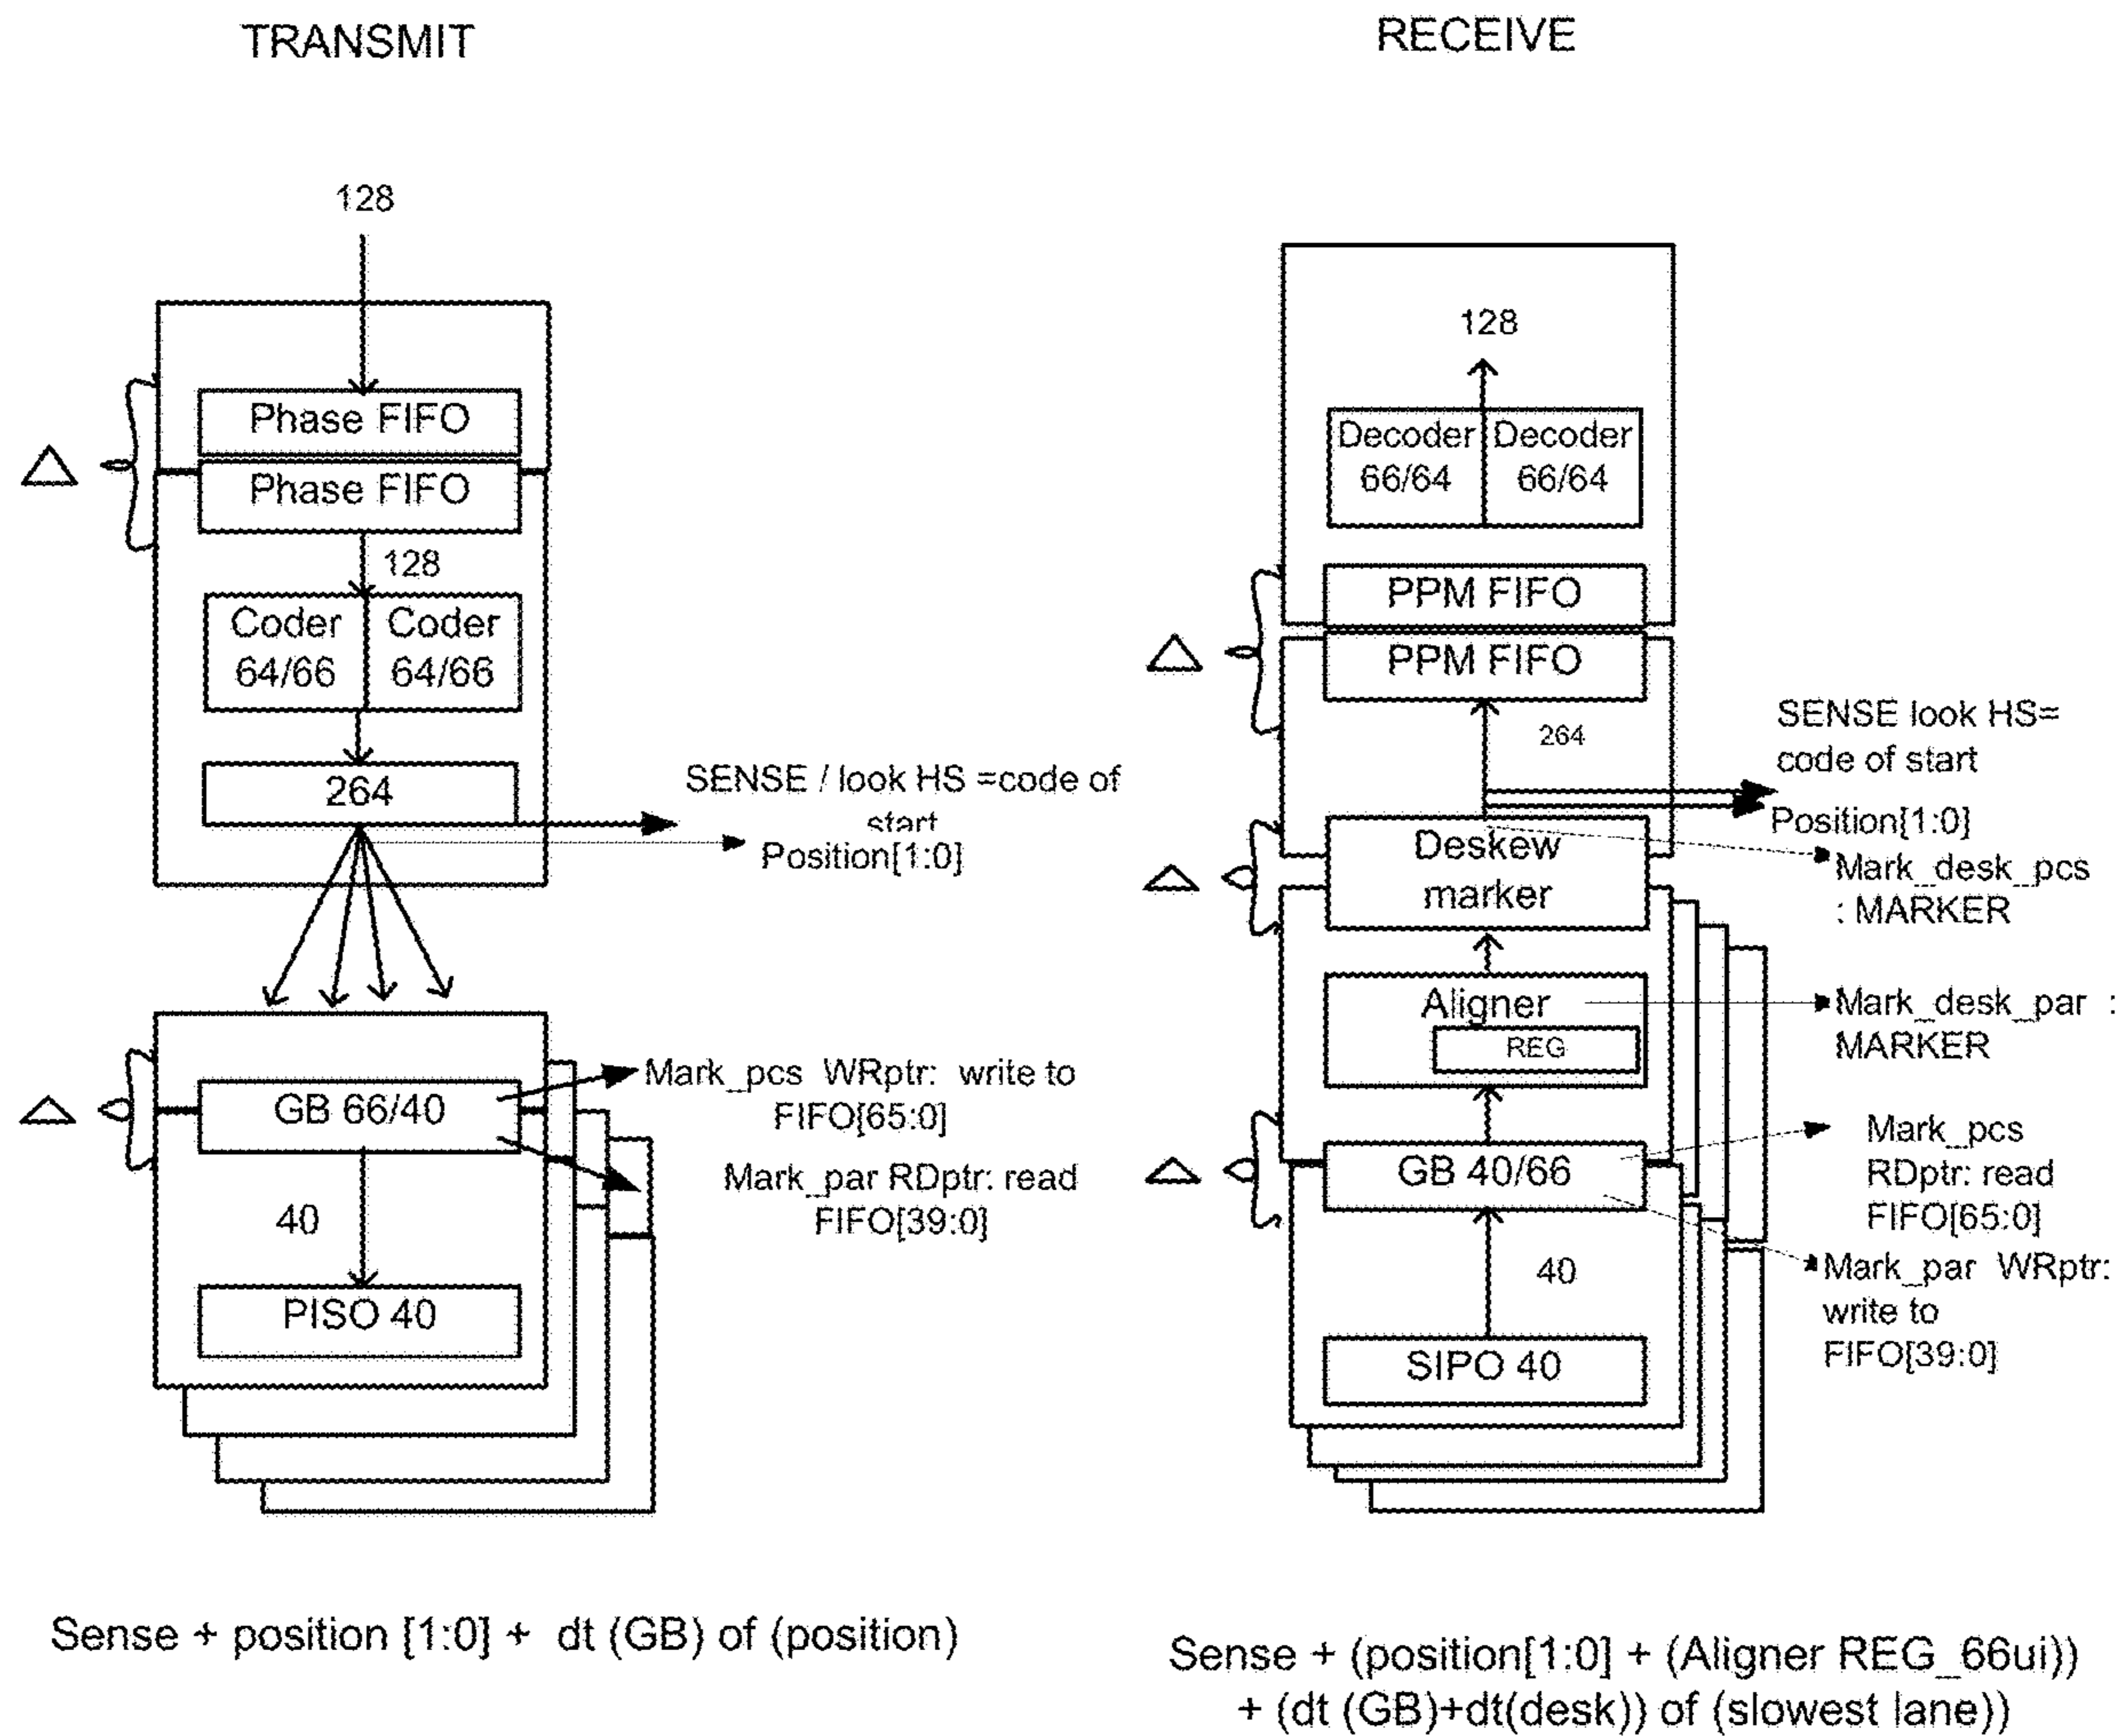 TRANSMIT
128
Phase FIFO
Phase FIFO
128
Coder
64/66
Coder
64/66
264
SENSE / look HS =code of
start
Position[1:0]
GB 66/40
Mark_pcs WRptr: write to
FIFO[65:0]
Mark_par RDptr: read
FIFO[39:0]
40
PISO 40
Sense + position [1:0] + dt (GB) of (position)
RECEIVE
128
Decoder
66/64
Decoder
66/64
PPM FIFO
PPM FIFO
264
SENSE look HS=
code of start
Position[1:0]
Deskew
marker
Mark_desk_pcs
: MARKER
Aligner
REG
Mark_desk_par :
MARKER
GB 40/66
Mark_pcs
RDptr: read
FIFO[65:0]
40
Mark_par WRptr:
write to
FIFO[39:0]
SIPO 40
Sense + (position[1:0] + (Aligner REG_66ui))
+ (dt (GB)+dt(desk)) of (slowest lane))